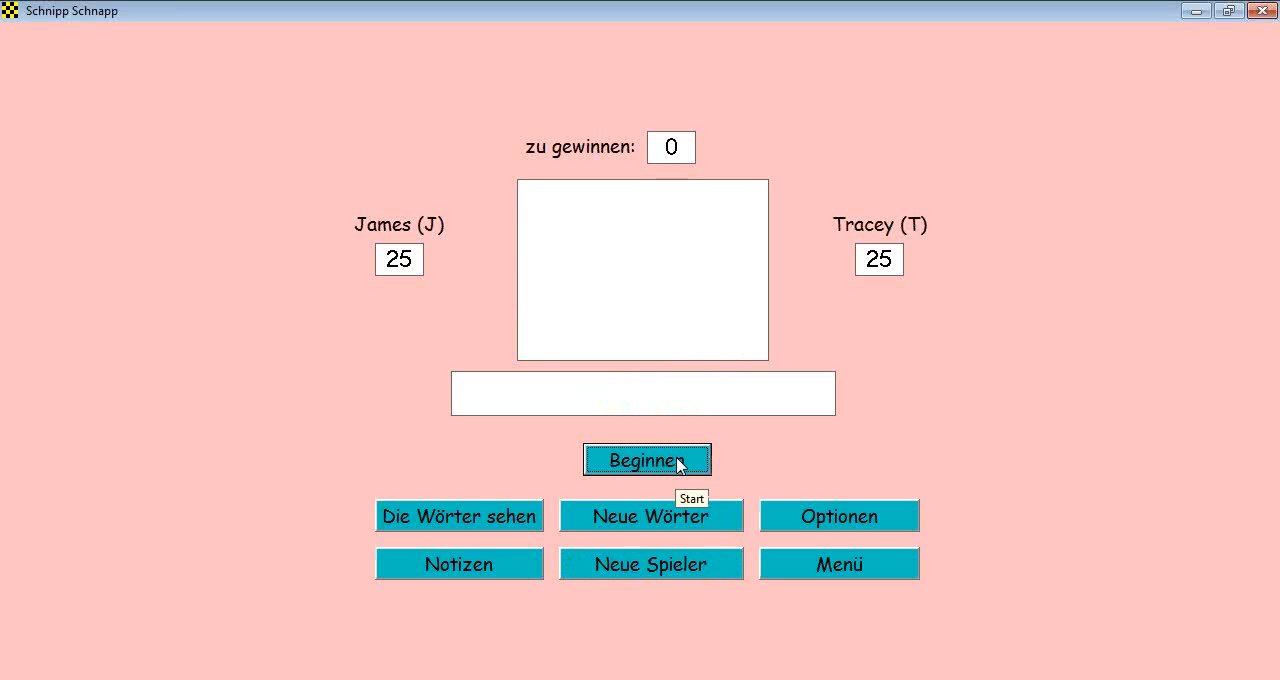 Schnipp Schnapp
zu gewinnen: 0
James (J)
25
Tracey (T)
25
Beginnen
Start
Die Wörter sehen
Neue Wörter
Optionen
Notizen
Neue Spieler
Menü